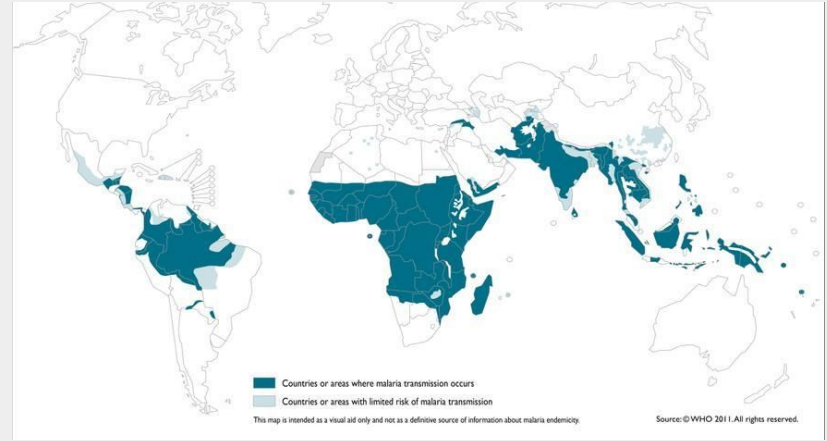 Countries or areas where malaria transmission occurs
Countries or areas with limited risk of malaria transmission
This map is intended as a visual aid only and not as a definitive source of information about malaria endemicity.
Source: © WHO 2011. All rights reserved.